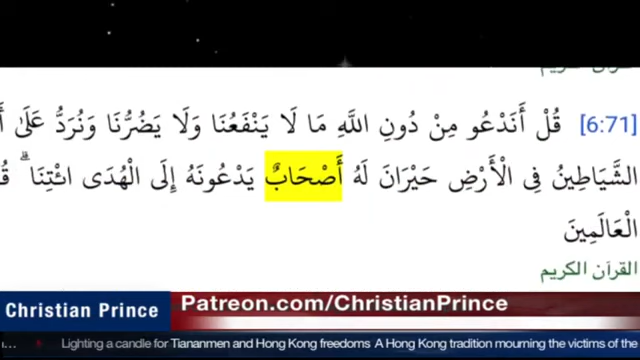 [6:71] قُلْ أَنَدْعُو مِنْ دُونِ اللَّهِ مَا لَا يَنْفَعُنَا وَلَا يَضُرُّنَا وَنُرَدُّ عَلَىٰ
الشَّيَاطِينُ فِي الْأَرْضِ حَيْرَانَ لَهُ أَصْحَابٌ يَدْعُونَهُ إِلَى الْهُدَى ائْتِنَا ۗ
الْعَالَمِينَ
القرآن الكريم
Christian Prince
Patreon.com/ChristianPrince
Lighting a candle for Tiananmen and Hong Kong freedoms A Hong Kong tradition mourning the victims of the